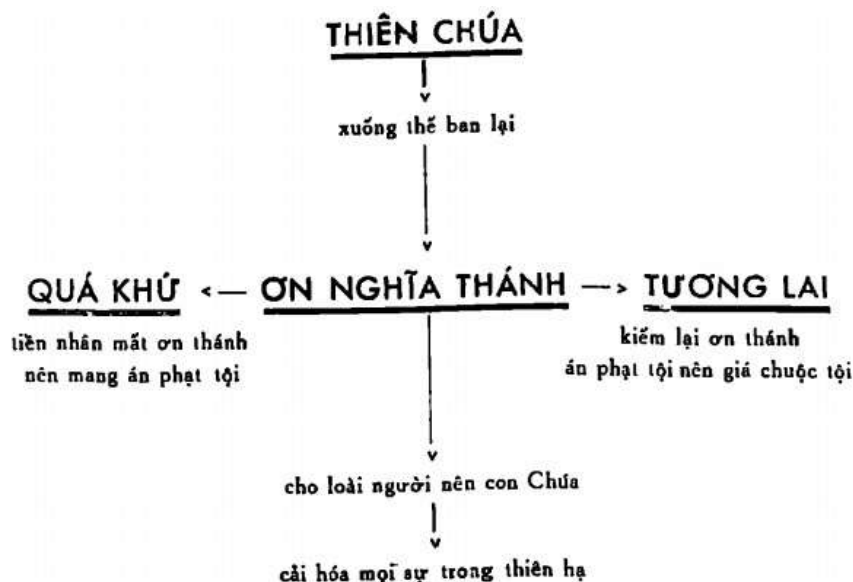 THIÊN CHÚA
xuống thế ban lại
QUÁ KHỨ <— ƠN NGHĨA THÁNH —> TƯƠNG LAI
tiền nhân mất ơn thánh
nên mang án phạt tội
kiếm lại ơn thánh
án phạt tội nên giá chuộc tội
cho loài người nên con Chúa
cải hóa mọi sự trong thiên hạ